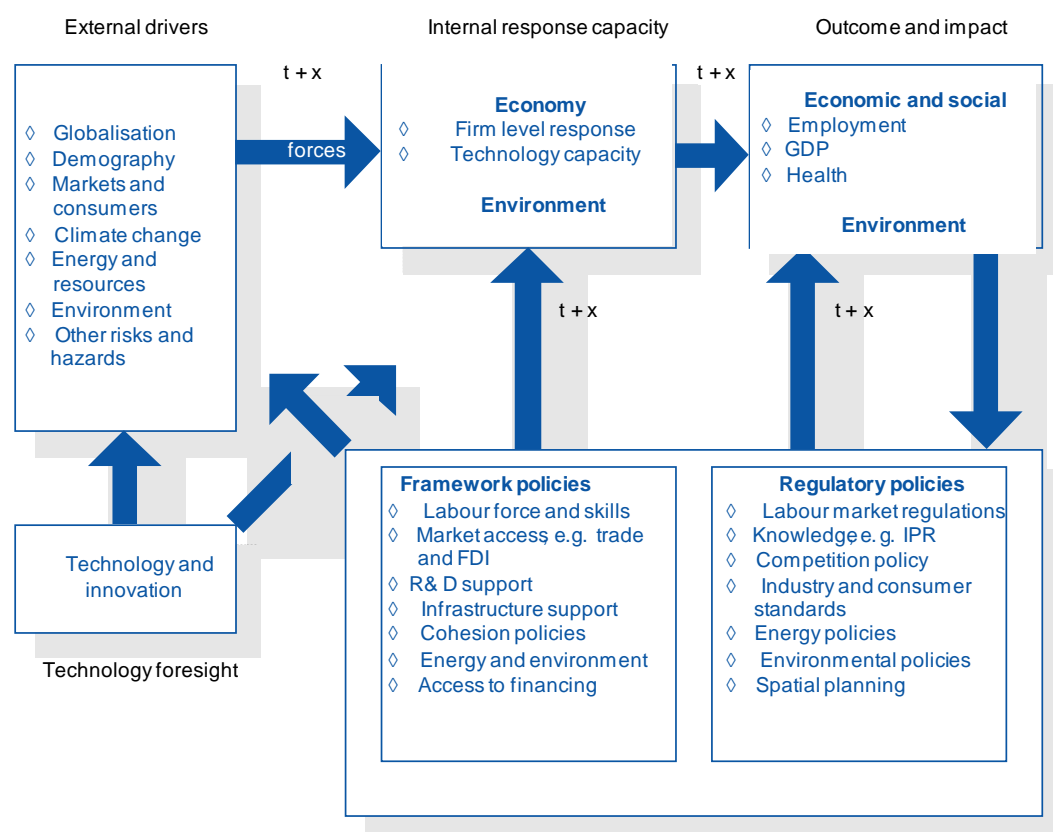 External drivers
Internal response capacity
Outcome and impact
t + x
t + x
◊ Globalisation
◊ Demography
◊ Markets and
consumers
◊ Climate change
◊ Energy and
resources
◊ Environment
◊ Other risks and
hazards
forces
Economy
◊ Firm level response
◊ Technology capacity
Environment
Economic and social
◊ Employment
◊ GDP
◊ Health
Environment
t + x
t + x
Technology and
innovation
Technology foresight
Framework policies
◊ Labour force and skills
◊ Market access, e.g. trade
and FDI
◊ R& D support
◊ Infrastructure support
◊ Cohesion policies
◊ Energy and environment
◊ Access to financing
Regulatory policies
◊ Labour market regulations
◊ Knowledge, e. g. IPR
◊ Competition policy
◊ Industry and consumer
standards
◊ Energy policies
◊ Environmental policies
◊ Spatial planning